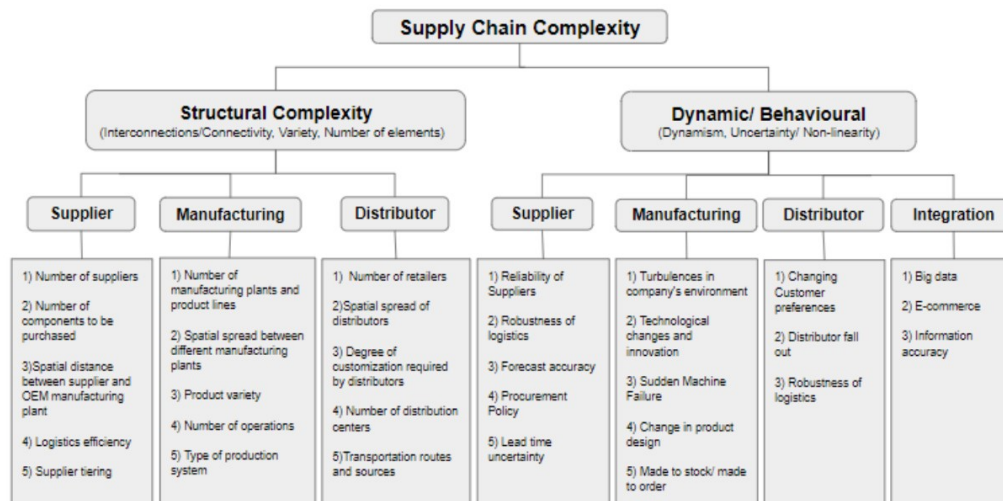 Supply Chain Complexity
Structural Complexity
(Interconnections/Connectivity, Variety, Number of elements)
Dynamic/ Behavioural
(Dynamism, Uncertainty/ Non-linearity)
Supplier
Manufacturing
Distributor
Supplier
Manufacturing
Distributor
Integration
1) Number of suppliers
2) Number of
components to be
purchased
3)Spatial distance
between supplier and
OEM manufacturing
plant
4) Logistics efficiency
5) Supplier tiering
1) Number of
manufacturing plants and
product lines
2) Spatial spread between
different manufacturing
plants
3) Product variety
4) Number of operations
5) Type of production
system
1) Number of retailers
2)Spatial spread of
distributors
3) Degree of
customization required
by distributors
4) Number of distribution
centers
5)Transportation routes
and sources
1) Reliability of
Suppliers
2) Robustness of
logistics
3) Forecast accuracy
4) Procurement
Policy
5) Lead time
uncertainty
1) Turbulences in
company's environment
2) Technological
changes and
innovation
3) Sudden Machine
Failure
4) Change in product
design
5) Made to stock/ made
to order
1) Changing
Customer
preferences
2) Distributor fall
out
3) Robustness of
logistics
1) Big data
2) E-commerce
3) Information
accuracy